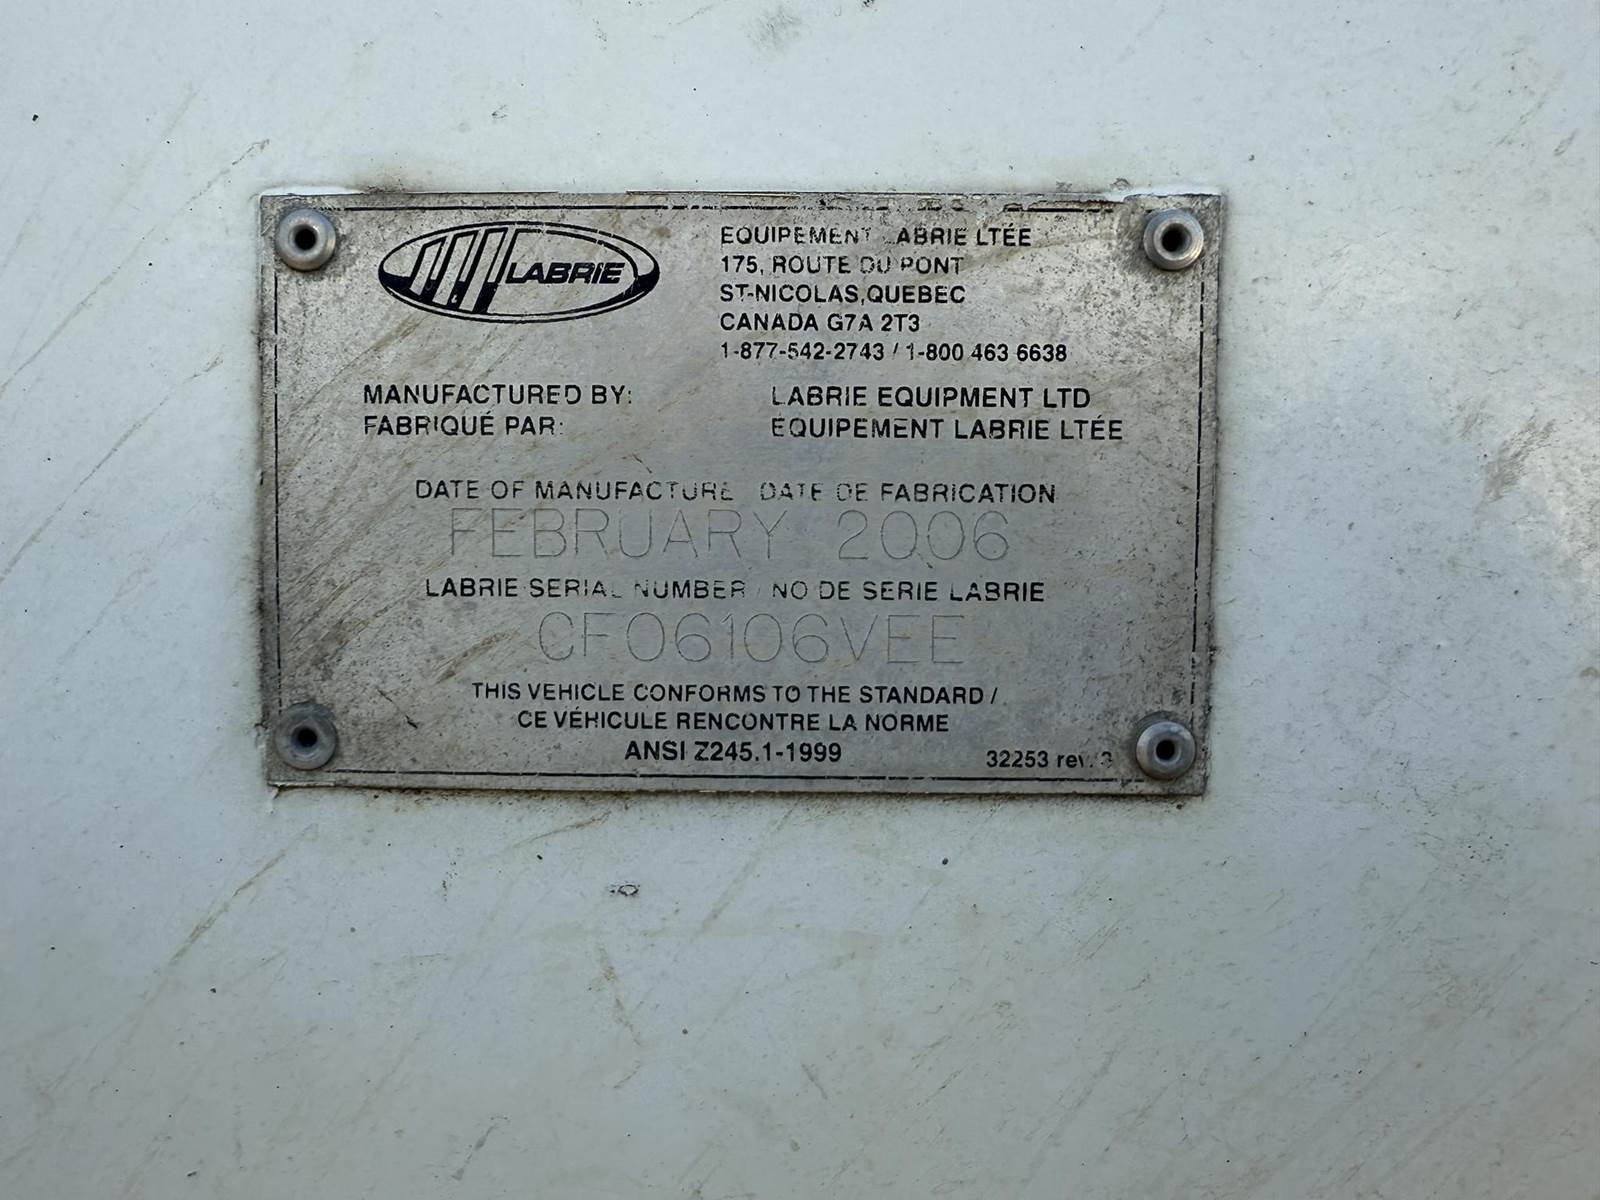 LABRIE
EQUIPEMENT LABRIE LTÉE
175, ROUTE DU PONT
ST-NICOLAS,QUEBEC
CANADA G7A 2T3
1-877-542-2743 / 1-800 463 6638
MANUFACTURED BY: LABRIE EQUIPMENT LTD
FABRIQUÉ PAR: EQUIPEMENT LABRIE LTÉE
DATE OF MANUFACTURE DATE DE FABRICATION
FEBRUARY 2006
LABRIE SERIAL NUMBER / NO DE SERIE LABRIE
CF06106VEE
THIS VEHICLE CONFORMS TO THE STANDARD /
CE VÉHICULE RENCONTRE LA NORME
ANSI Z245.1-1999
32253 rev.